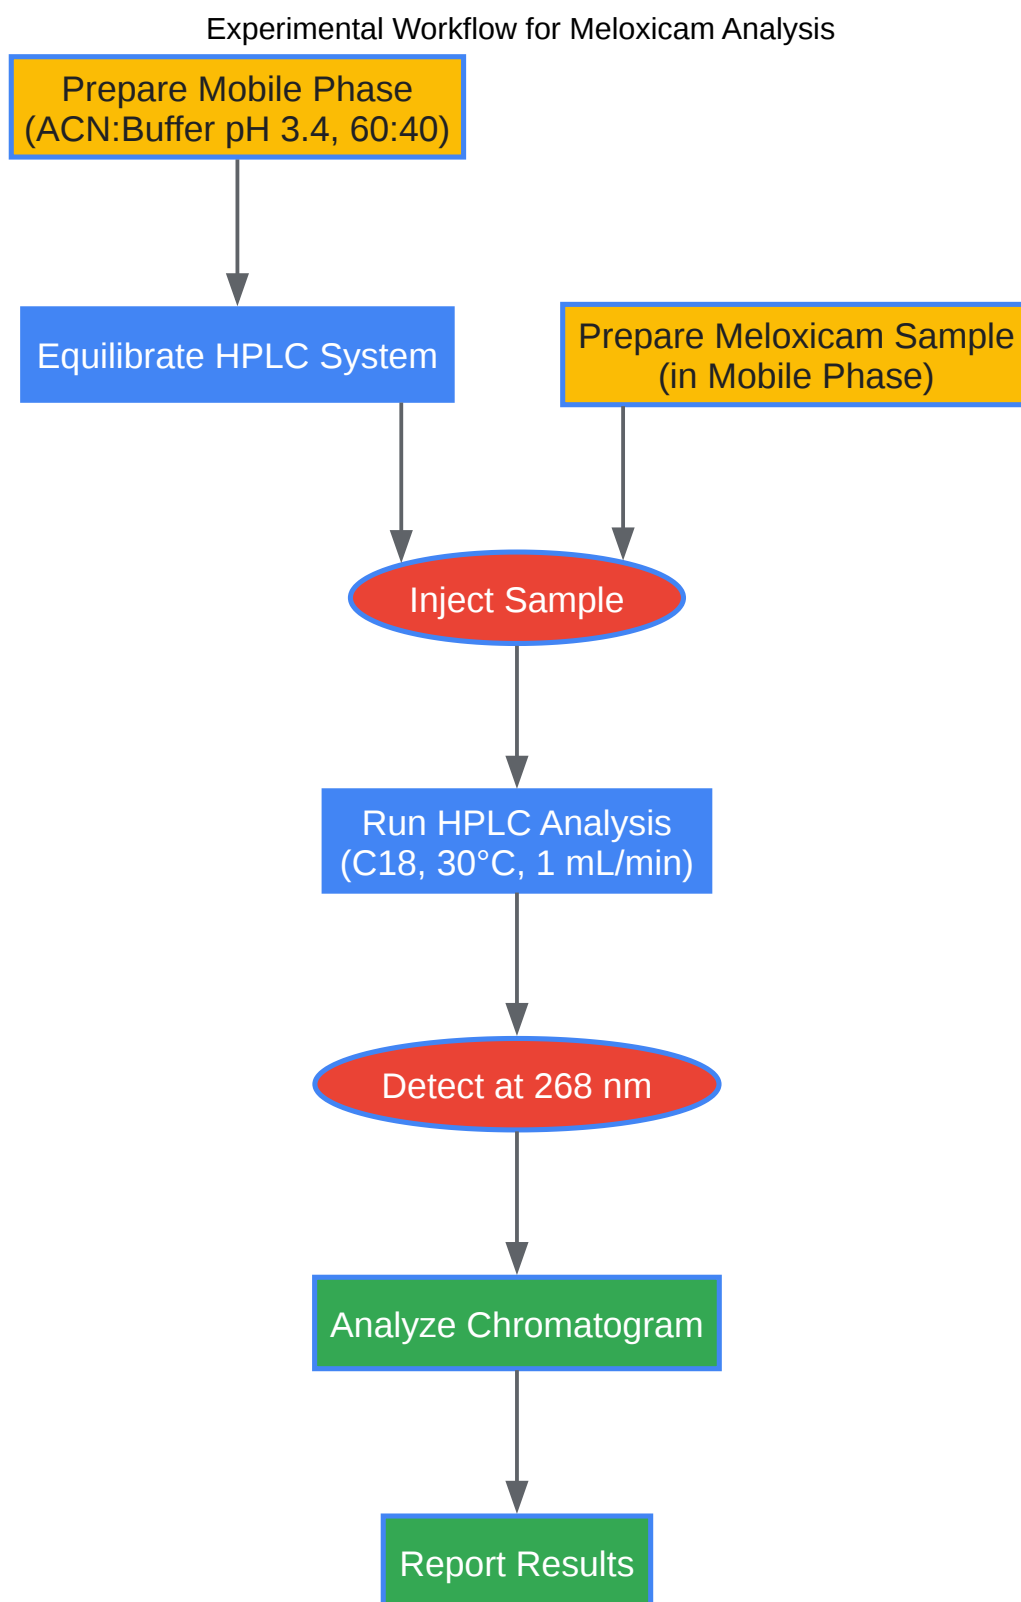 Experimental Workflow for Meloxicam Analysis
Prepare Mobile Phase
(ACN:Buffer pH 3.4, 60:40)
Equilibrate HPLC System
Prepare Meloxicam Sample
(in Mobile Phase)
Inject Sample
Run HPLC Analysis
(C18, 30°C, 1 mL/min)
Detect at 268 nm
Analyze Chromatogram
Report Results